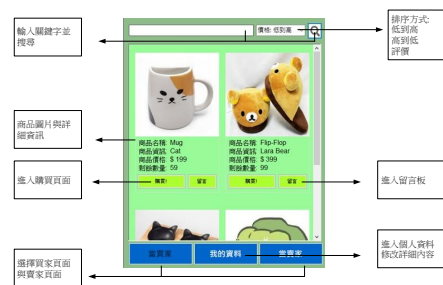 輸入關鍵字並
搜尋
價格: 低到高
排序方式:
低到高
高到低
評價
商品圖片與詳
細資訊
商品名稱: Mug
商品資訊: Cat
商品價格: $ 199
剩餘數量: 59
購買!
留言
商品名稱: Flip-Flop
商品資訊: Lara Bear
商品價格: $ 399
剩餘數量: 99
購買!
留言
進入購買頁面
進入留言板
當買家
我的資料
當賣家
選擇買家頁面
與賣家頁面
進入個人資料
修改詳細內容